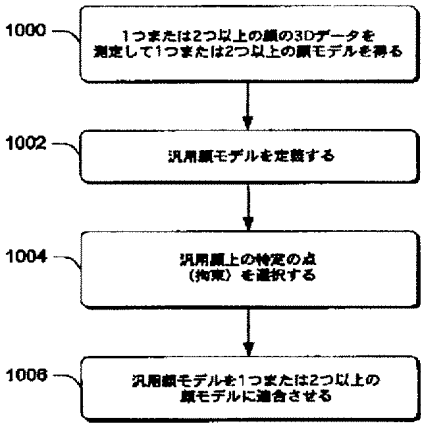 1000
1つまたは2つ以上の顔の3Dデータを
測定して1つまたは2つ以上の顔モデルを得る
1002
汎用顔モデルを定義する
1004
汎用顔上の特定の点
(拘束)を選択する
1006
汎用顔モデルを1つまたは2つ以上の
顔モデルに適合させる